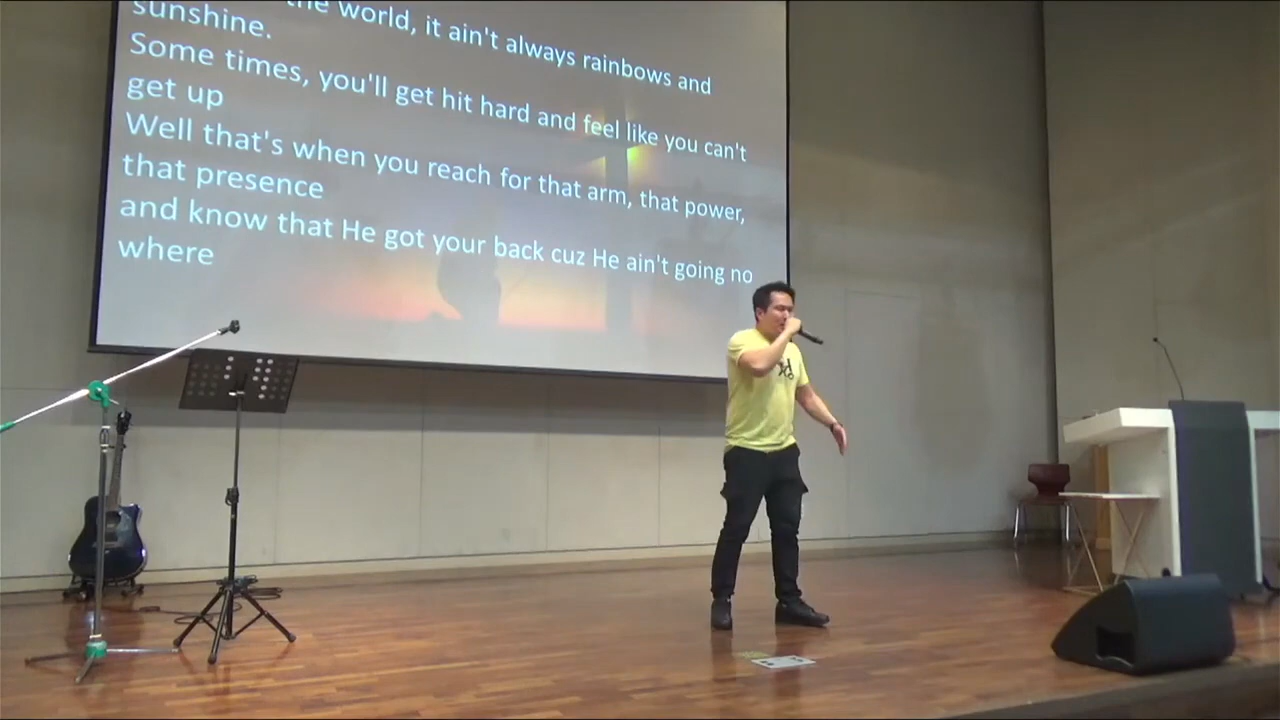 the world, it ain't always rainbows and
sunshine.
Some times, you'll get hit hard and feel like you can't
get up
Well that's when you reach for that arm, that power,
that presence
and know that He got your back cuz He ain't going no
where